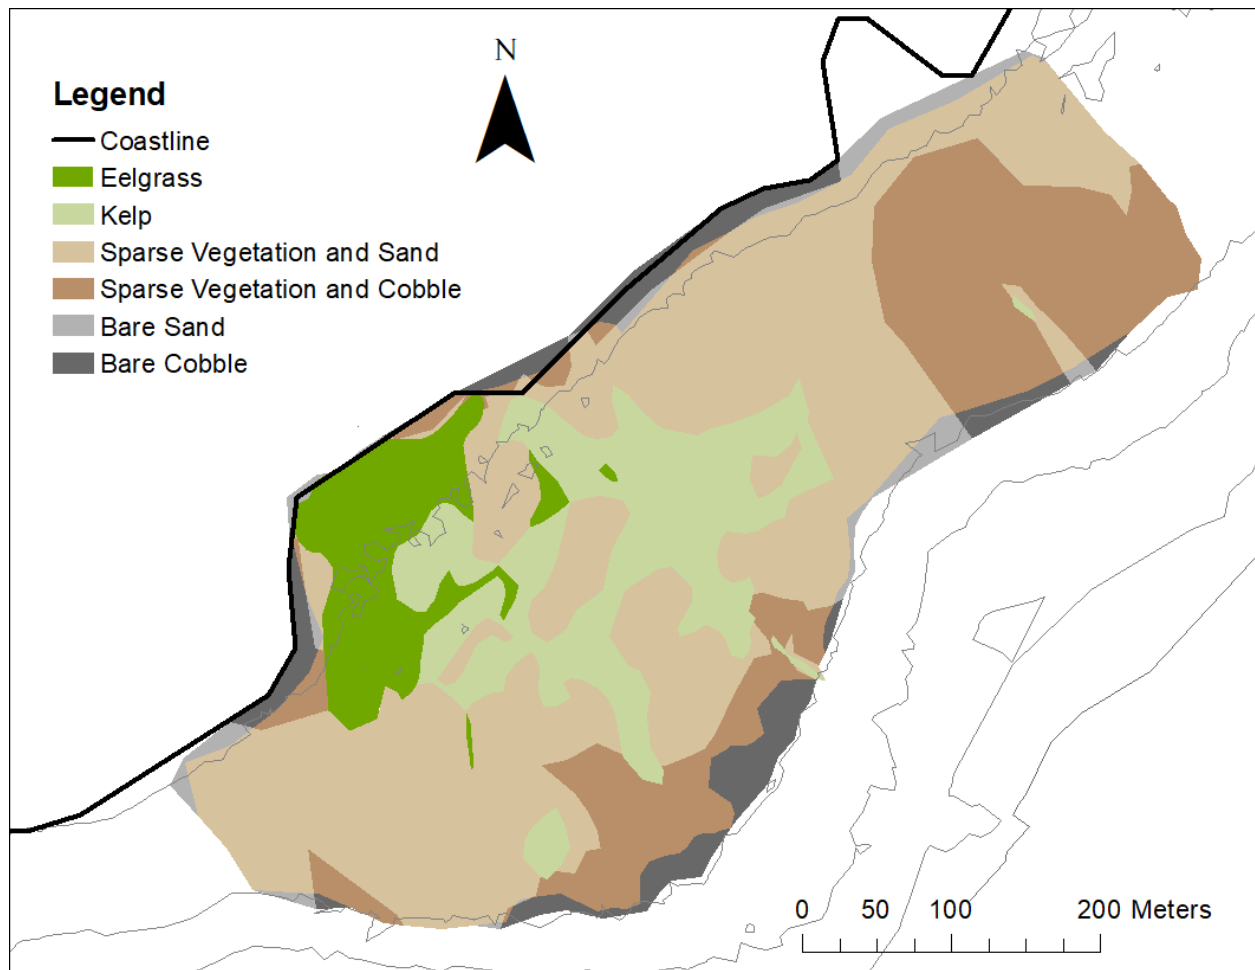 N
Legend
Coastline
Eelgrass
Kelp
Sparse Vegetation and Sand
Sparse Vegetation and Cobble
Bare Sand
Bare Cobble
0 50 100 200 Meters